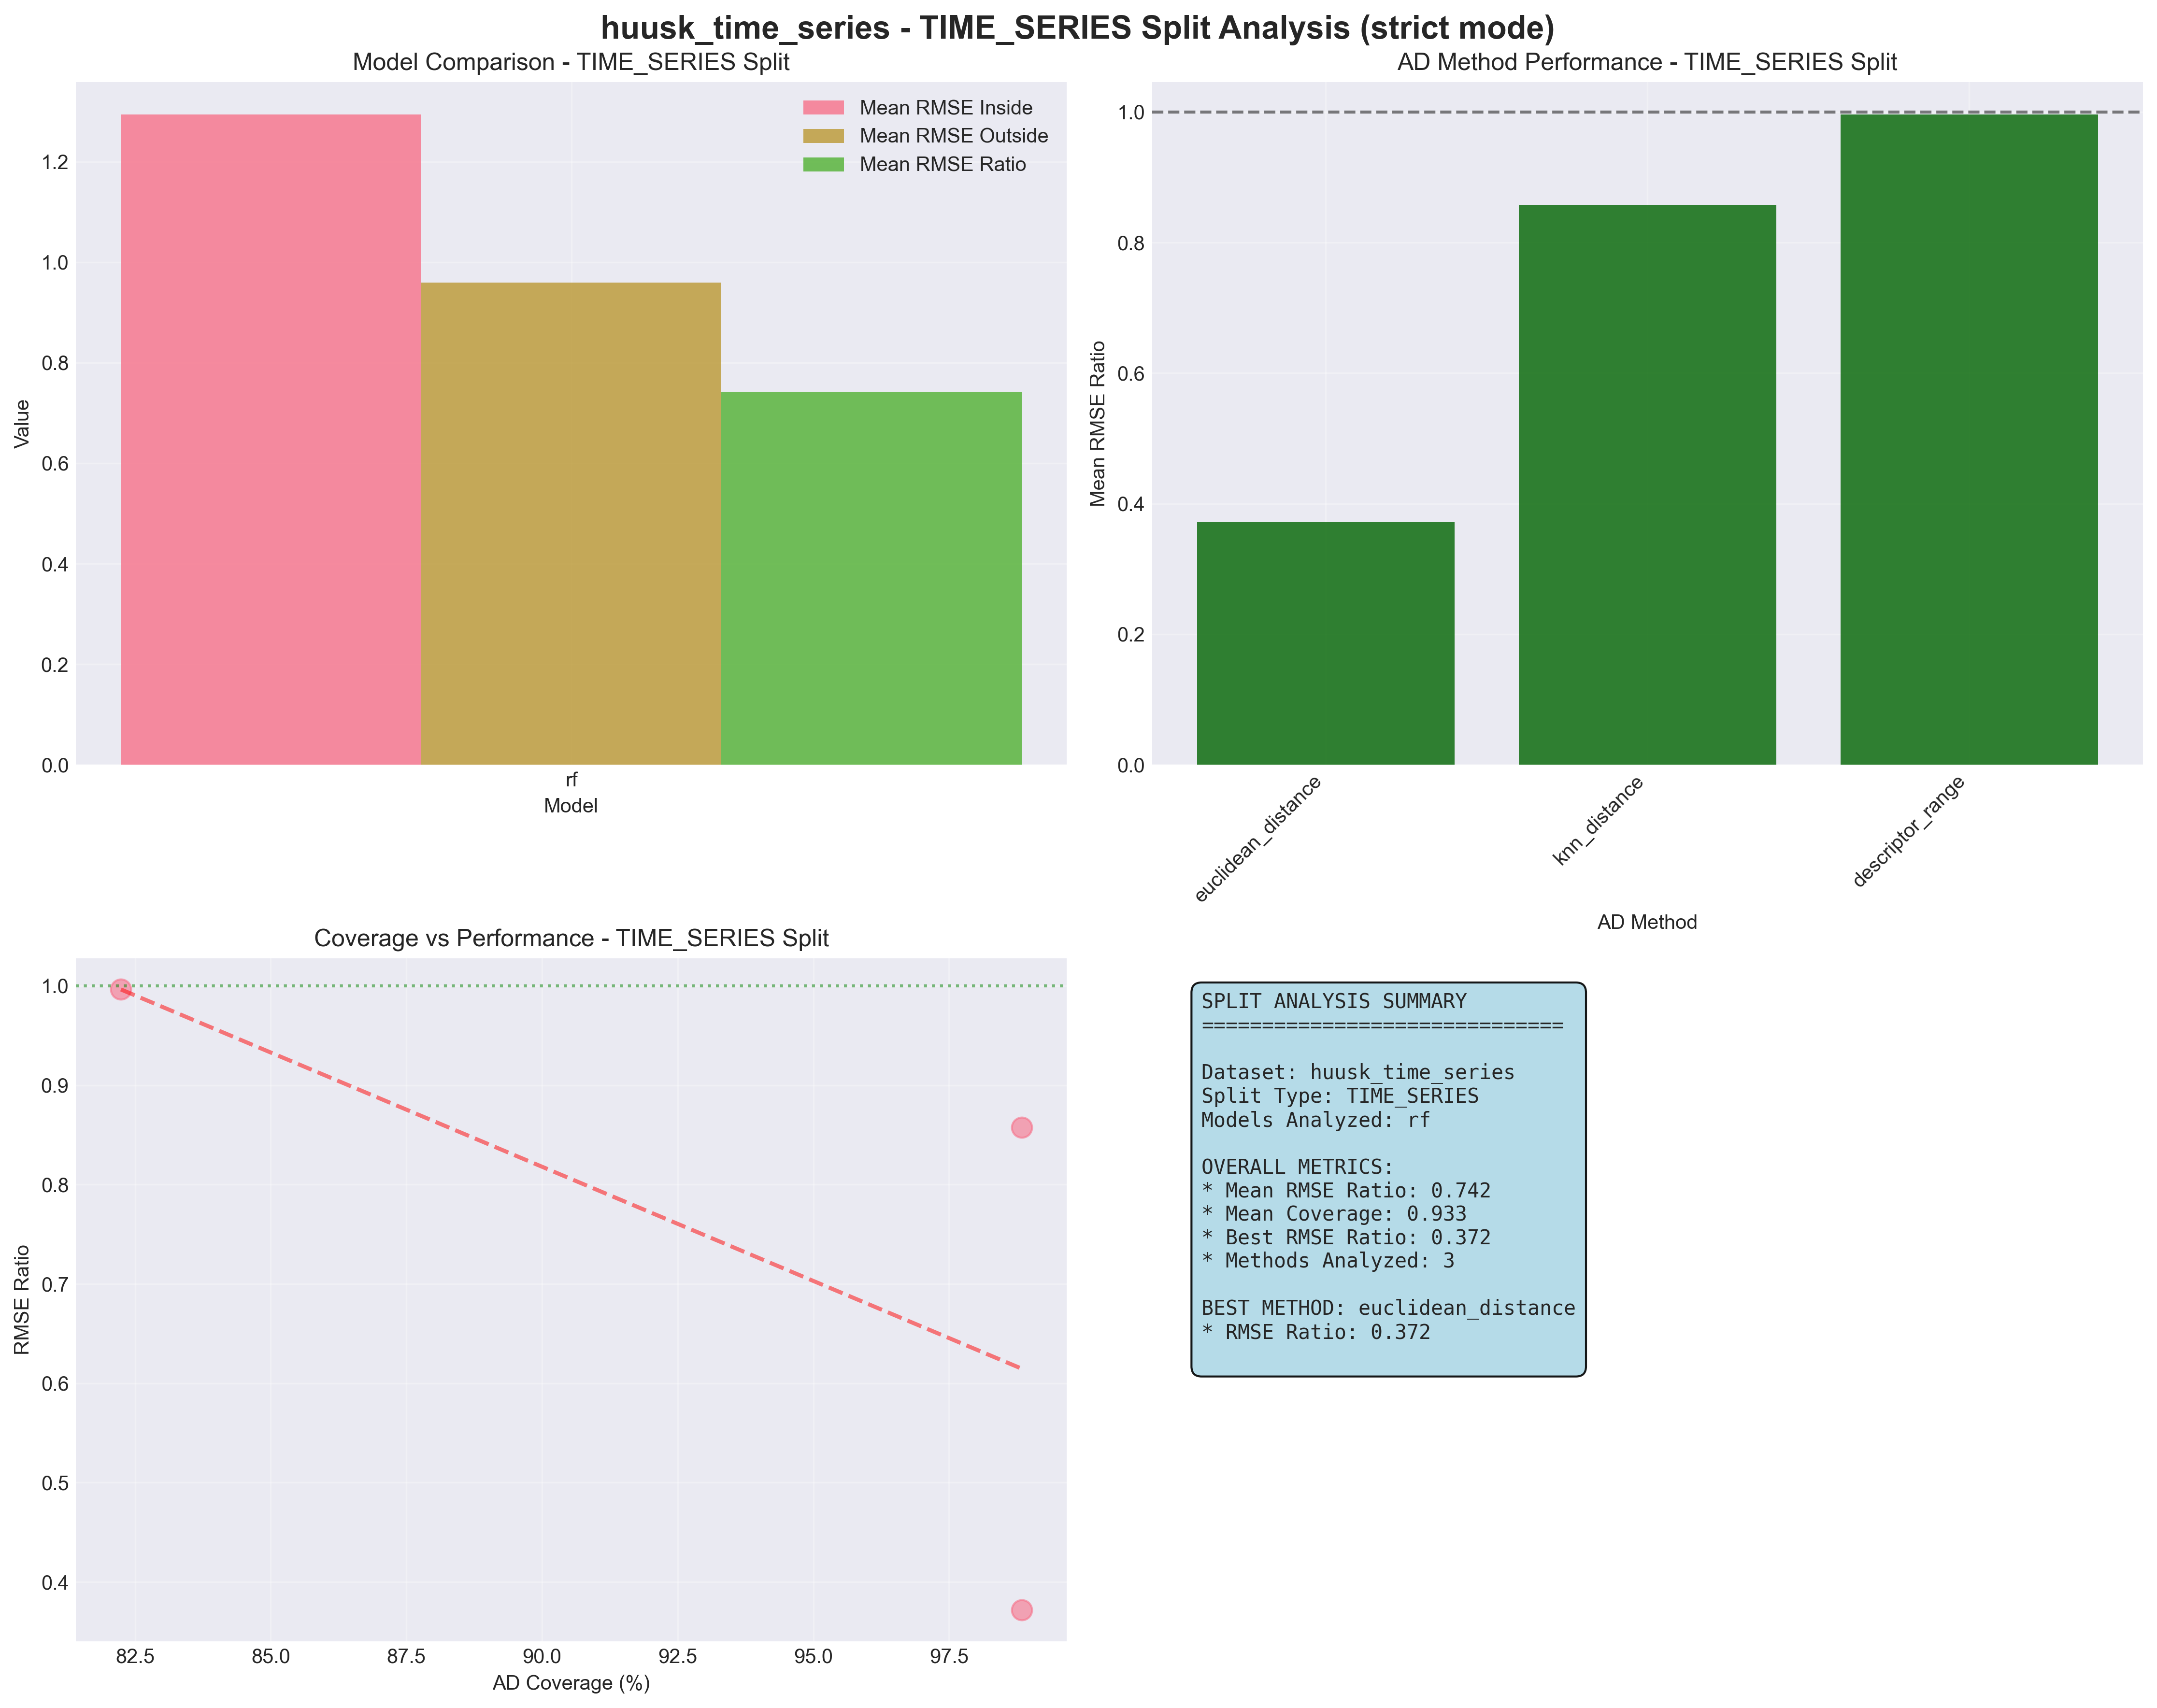 huusk_time_series - TIME_SERIES Split Analysis (strict mode)
Model Comparison - TIME_SERIES Split
Mean RMSE Inside
Mean RMSE Outside
Mean RMSE Ratio
Value
1.2
1.0
0.8
0.6
0.4
0.2
0.0
rf
Model
AD Method Performance - TIME_SERIES Split
Mean RMSE Ratio
1.0
0.8
0.6
0.4
0.2
0.0
euclidean_distance
knn_distance
descriptor_range
AD Method
Coverage vs Performance - TIME_SERIES Split
RMSE Ratio
1.0
0.9
0.8
0.7
0.6
0.5
0.4
82.5
85.0
87.5
90.0
92.5
95.0
97.5
AD Coverage (%)
SPLIT ANALYSIS SUMMARY
==============================
Dataset: huusk_time_series
Split Type: TIME_SERIES
Models Analyzed: rf
OVERALL METRICS:
* Mean RMSE Ratio: 0.742
* Mean Coverage: 0.933
* Best RMSE Ratio: 0.372
* Methods Analyzed: 3
BEST METHOD: euclidean_distance
* RMSE Ratio: 0.372